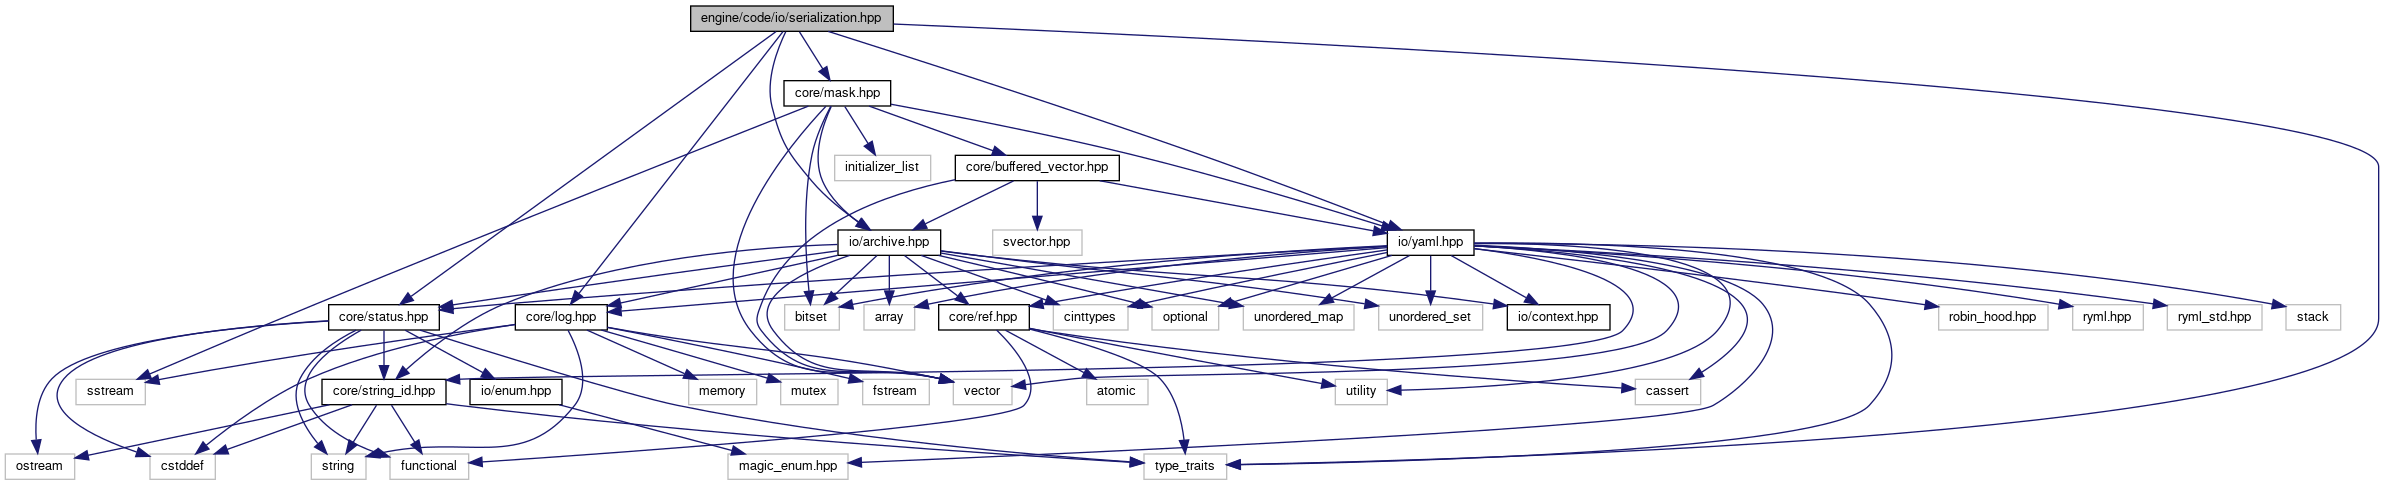 engine/code/io/serialization.hpp
core/mask.hpp
initializer_list
core/buffered_vector.hpp
io/archive.hpp
svector.hpp
io/yaml.hpp
core/status.hpp
core/log.hpp
bitset
array
core/ref.hpp
cinttypes
optional
unordered_map
unordered_set
io/context.hpp
robin_hood.hpp
ryml.hpp
ryml_std.hpp
stack
sstream
core/string_id.hpp
io/enum.hpp
memory
mutex
fstream
vector
atomic
utility
cassert
ostream
cstddef
string
functional
magic_enum.hpp
type_traits